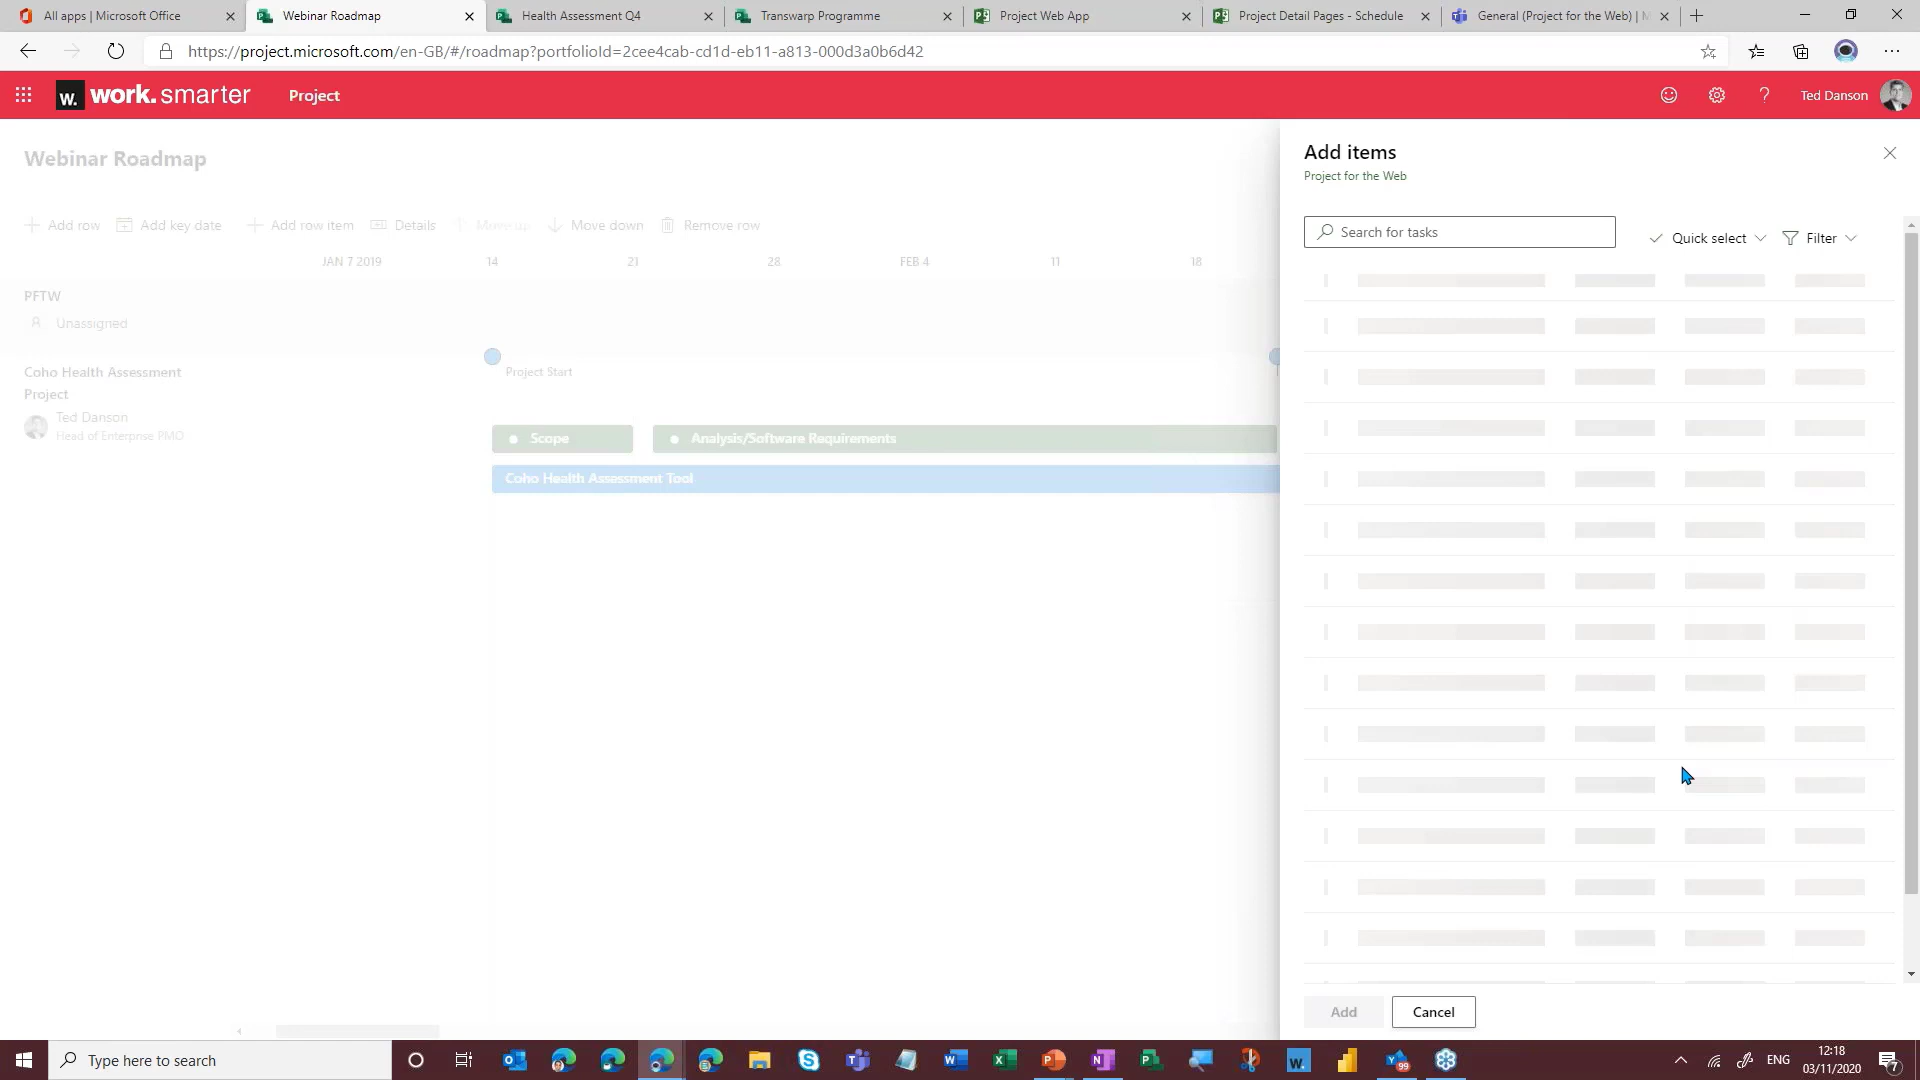 All apps | Microsoft Office
Webinar Roadmap
Health Assessment Q4
Transwarp Programme
Project Web App
Project Detail Pages - Schedule
General (Project for the Web) | M
https://project.microsoft.com/en-GB/#/roadmap?portfolioId=2cee4cab-cd1d-eb11-a813-000d3a0b6d42
w. work.smarter
Project
? Ted Danson
Webinar Roadmap
Add row
Add key date
Add row item
Details
Move up
Move down
Remove row
JAN 7 2019
14
21
28
FEB 4
11
18
PFTW
Unassigned
Coho Health Assessment
Project
Ted Danson
Head of Enterprise PMO
Project Start
Scope
Analysis/Software Requirements
Coho Health Assessment Tool
Add items
Project for the Web
Search for tasks
Quick select
Filter
Add
Cancel
Type here to search
99
ENG
12:18
03/11/2020
7